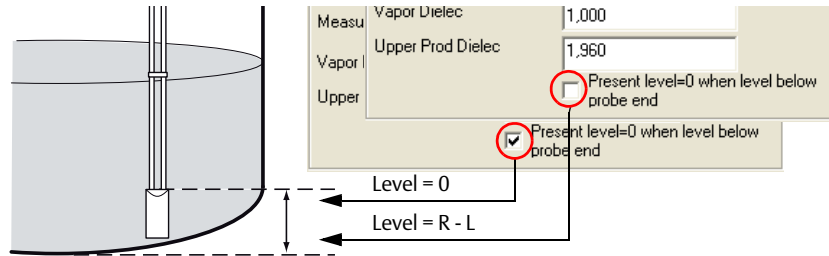 Measu
Vapor
Upper
Vapor Dielec
1,000
Upper Prod Dielec
1,960
Present level=0 when level below
probe end
Present level=0 when level below
probe end
Level = 0
Level = R - L